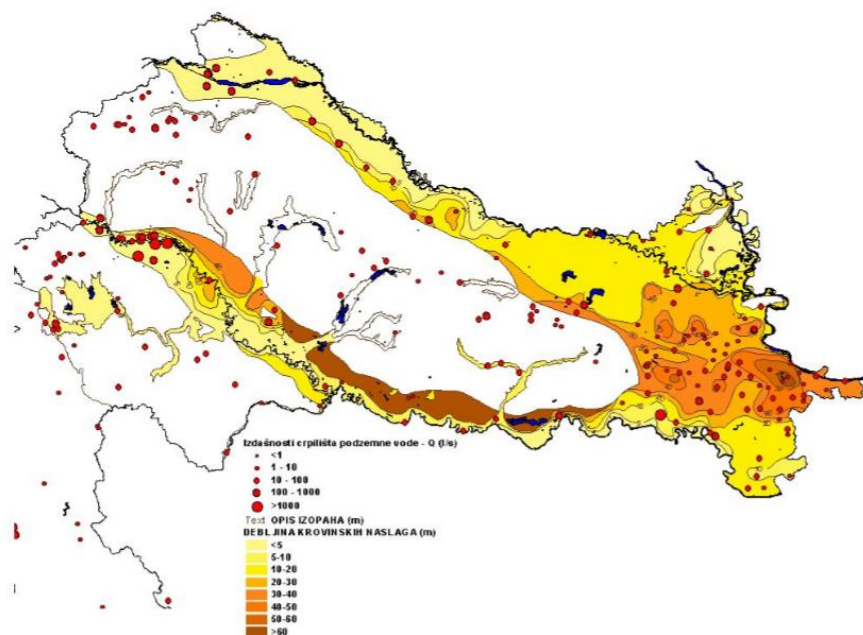 Izdašnosti crpilišta podzemne vode - Q (l/s)
<1
1 - 10
10 - 100
100 - 1000
>1000
Text OPIS IZOPAHA (m)
DEBLJINA KROVINSKIH NASLAGA (m)
<5
5-10
10-20
20-30
30-40
40-50
50-60
>60